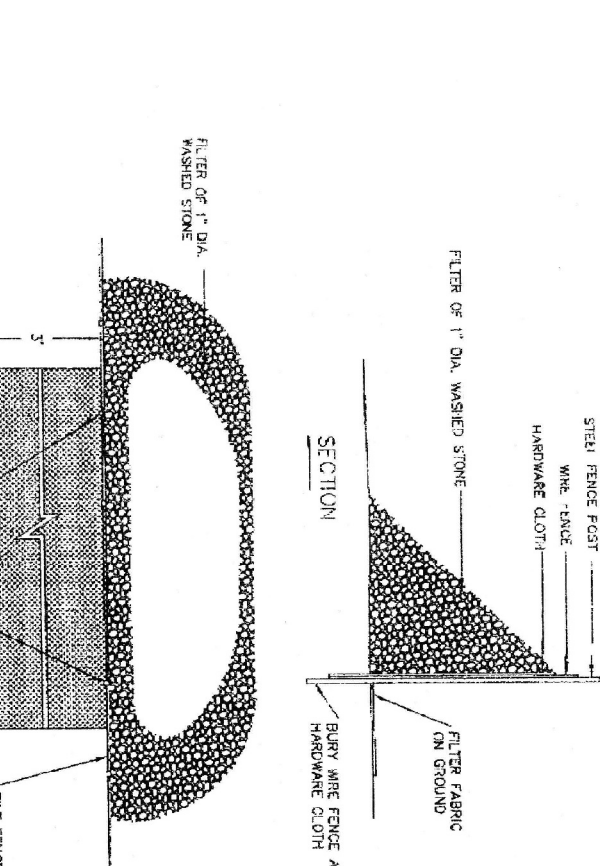 STEEL FENCE POST
WIRE FENCE
HARDWARE CLOTH
FILTER OF 1" DIA. WASHED STONE
FILTER FABRIC
ON GROUND
BURY WIRE FENCE
HARDWARE CLOTH
SECTION
FILTER OF 1" DIA.
WASHED STONE
3'